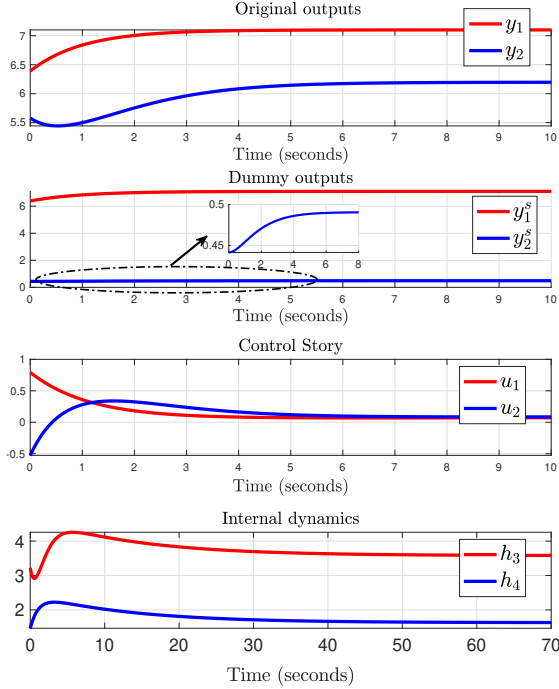 Original outputs
y₁
y₂
7
6.5
6
5.5
0 1 2 3 4 5 6 7 8 9 10
Time (seconds)
Dummy outputs
y₁ˢ
y₂ˢ
6
4
2
0
0.5
0.45
0 2 4 6 8
0 1 2 3 4 5 6 7 8 9 10
Time (seconds)
Control Story
u₁
u₂
1
0.5
0
-0.5
0 1 2 3 4 5 6 7 8 9 10
Time (seconds)
Internal dynamics
h₃
h₄
4
3
2
0 10 20 30 40 50 60 70
Time (seconds)